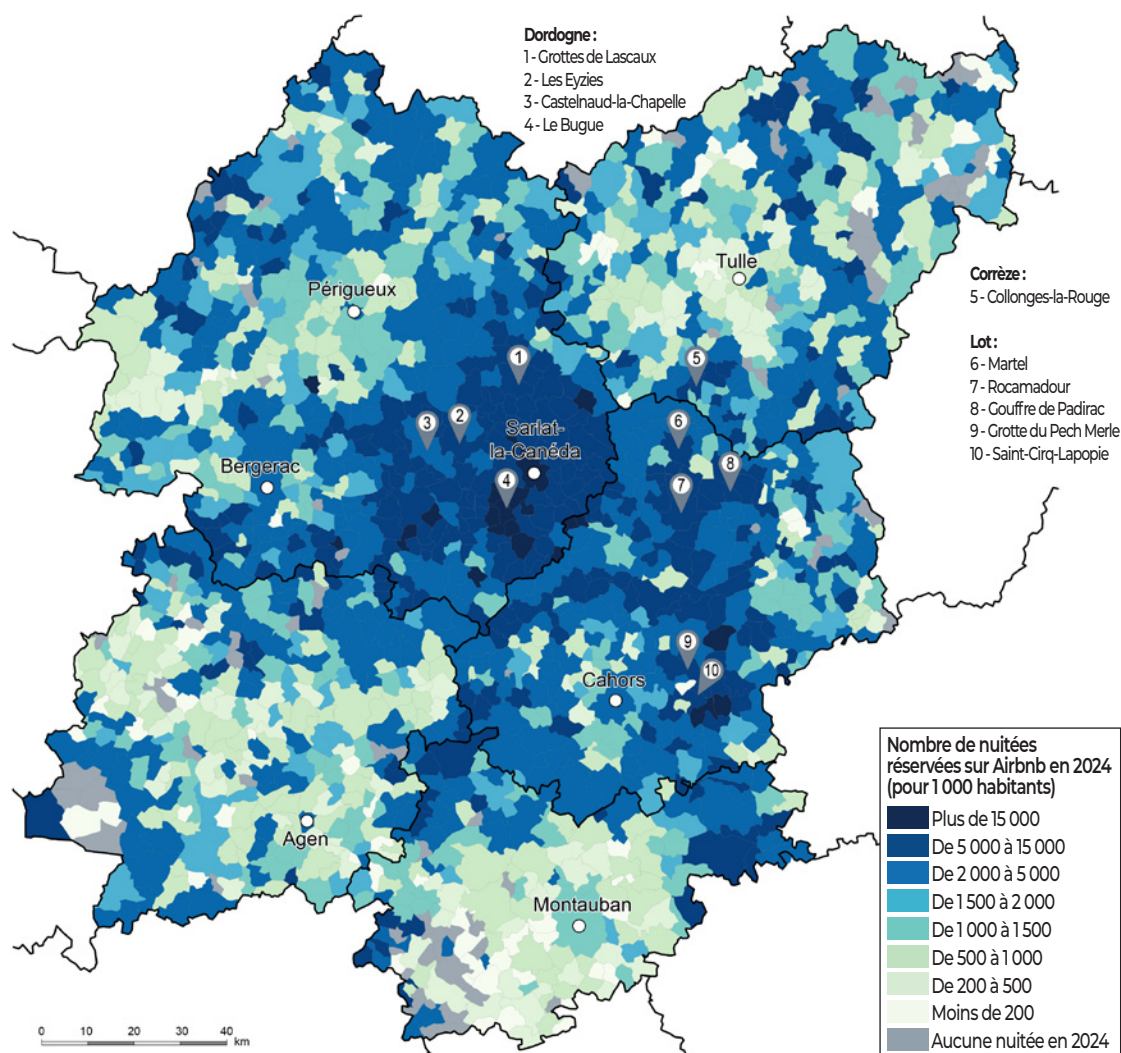 Dordogne :
1 - Grottes de Lascaux
2 - Les Eyzies
3 - Castelnaud-la-Chapelle
4 - Le Bugue
Tulle
Corrèze :
5 - Collonges-la-Rouge
Périgueux
Lot :
6 - Martel
7 - Rocamadour
8 - Gouffre de Padirac
9 - Grotte du Pech Merle
10 - Saint-Cirq-Lapopie
1
5
2
3
6
Sarlat-
la-Canéda
8
Bergerac
4
7
9
10
Cahors
Agen
Montauban
Nombre de nuitées
réservées sur Airbnb en 2024
(pour 1 000 habitants)
Plus de 15 000
De 5 000 à 15 000
De 2 000 à 5 000
De 1 500 à 2 000
De 1 000 à 1 500
De 500 à 1 000
De 200 à 500
Moins de 200
Aucune nuitée en 2024
0 10 20 30 40
km